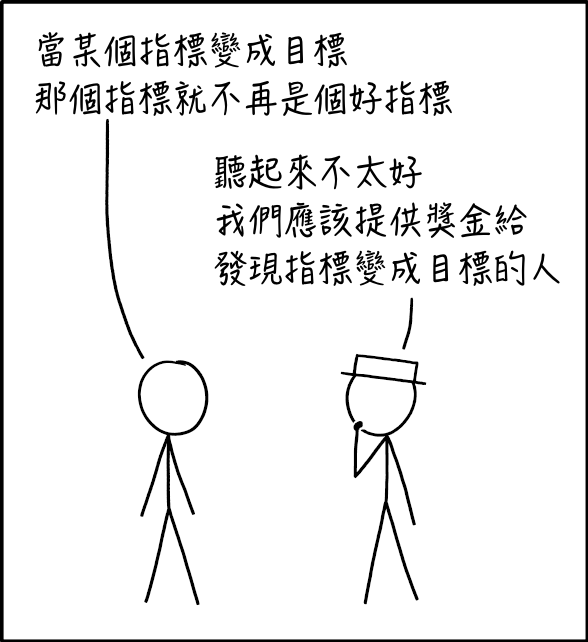 當某個指標變成目標
那個指標就不再是個好指標
聽起來不太好
我們應該提供獎金給
發現指標變成目標的人